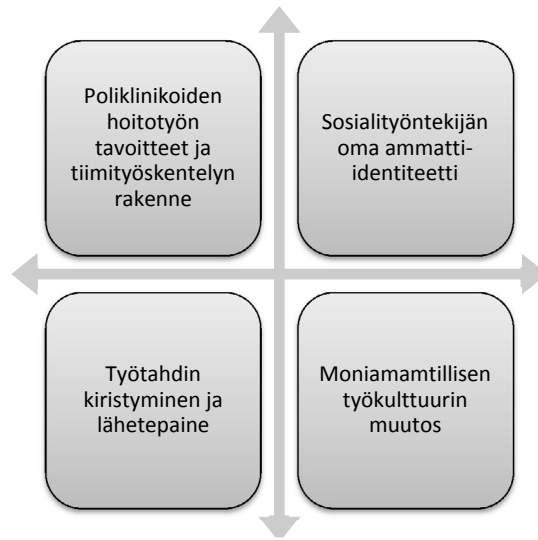 Poliklinikoiden
hoitotyön
tavoitteet ja
tiimityöskentelyn
rakenne
Sosialityöntekijän
oma ammatti-
identiteetti
Työtahdin
kiristyminen ja
lähetepaine
Moniamamtillisen
työkulttuurin
muutos